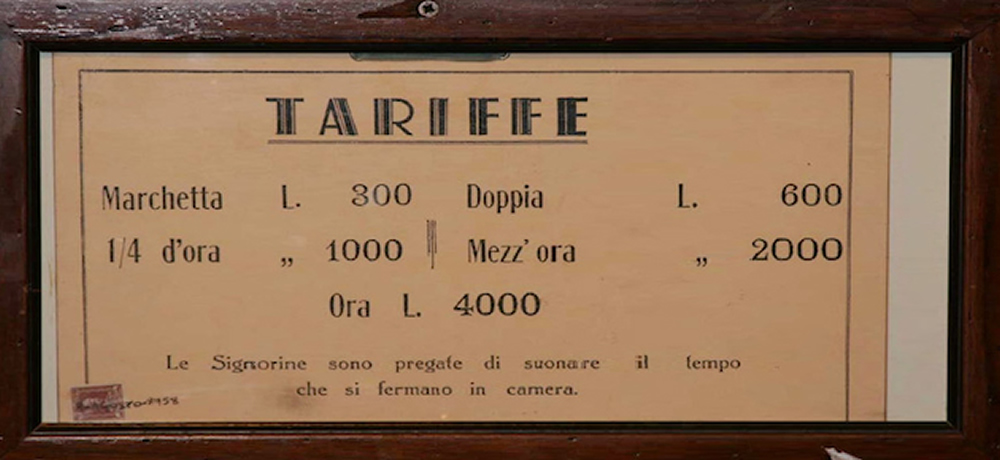 TARIFFE
Marchetta L. 300 Doppia L. 600
1/4 d'ora „ 1000 Mezz' ora „ 2000
Ora L. 4000
Le Signorine sono pregate di suonare il tempo
che si fermano in camera.
1958